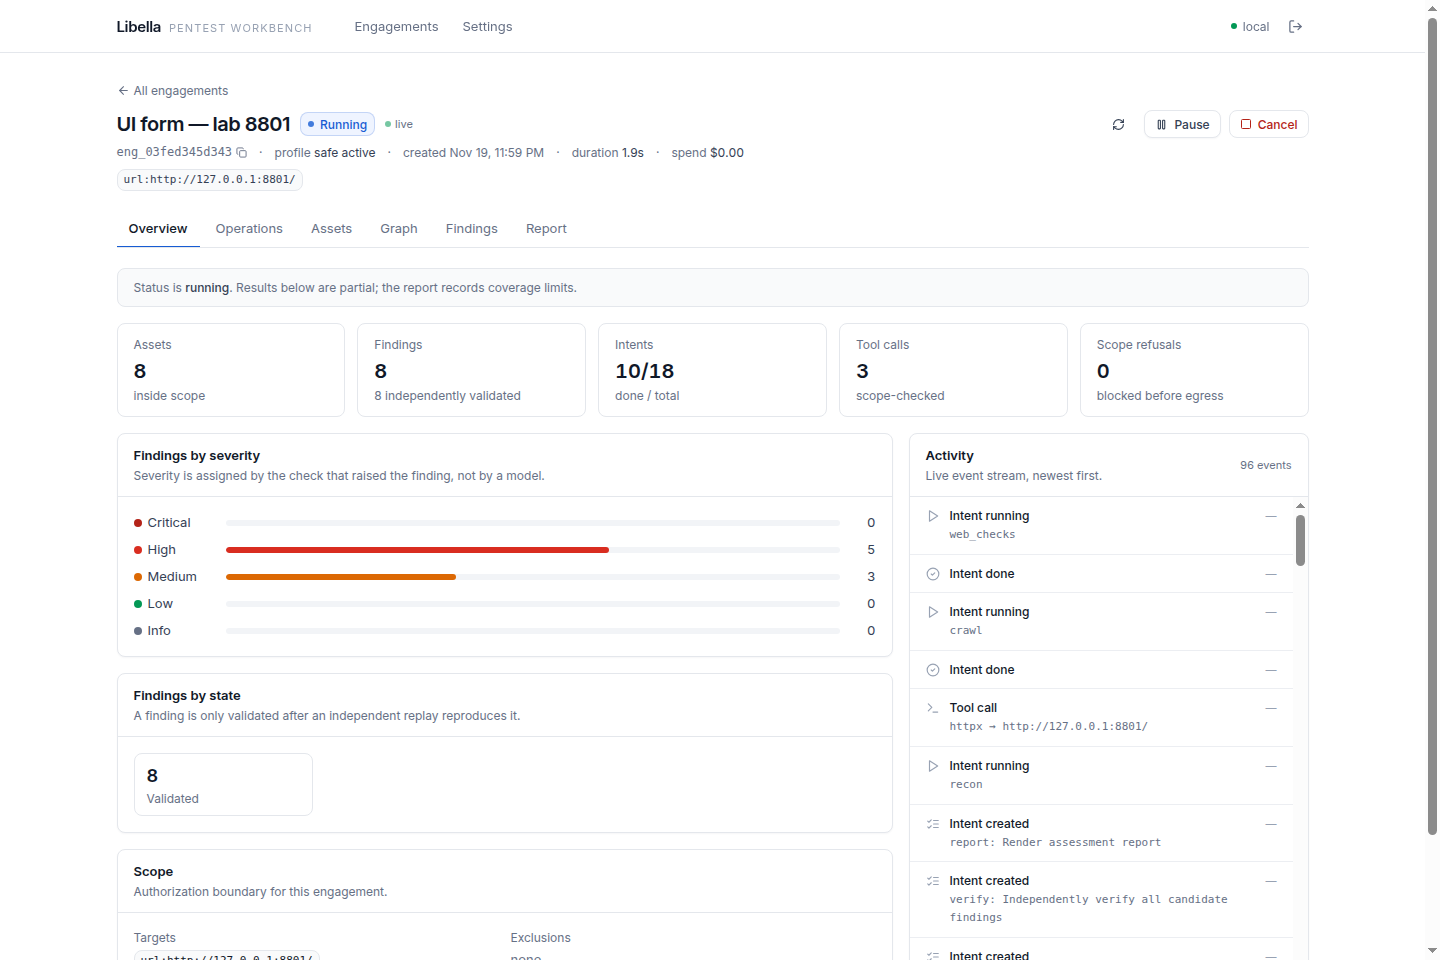 Libella PENTEST WORKBENCH Engagements Settings local
All engagements
UI form — lab 8801 Running live Pause Cancel
eng_03fed345d343 · profile safe active · created Nov 19, 11:59 PM · duration 1.9s · spend $0.00
url:http://127.0.0.1:8801/
Overview Operations Assets Graph Findings Report
Status is running. Results below are partial; the report records coverage limits.
Assets
8
inside scope
Findings
8
8 independently validated
Intents
10/18
done / total
Tool calls
3
scope-checked
Scope refusals
0
blocked before egress
Findings by severity
Severity is assigned by the check that raised the finding, not by a model.
Critical 0
High 5
Medium 3
Low 0
Info 0
Findings by state
A finding is only validated after an independent replay reproduces it.
8
Validated
Scope
Authorization boundary for this engagement.
Targets
url:http://127.0.0.1:8801/
Exclusions
none
Activity
Live event stream, newest first.
96 events
Intent running —
web_checks
Intent done —
Intent running —
crawl
Intent done —
Tool call —
httpx → http://127.0.0.1:8801/
Intent running —
recon
Intent created —
report: Render assessment report
Intent created —
verify: Independently verify all candidate
findings
Intent created —